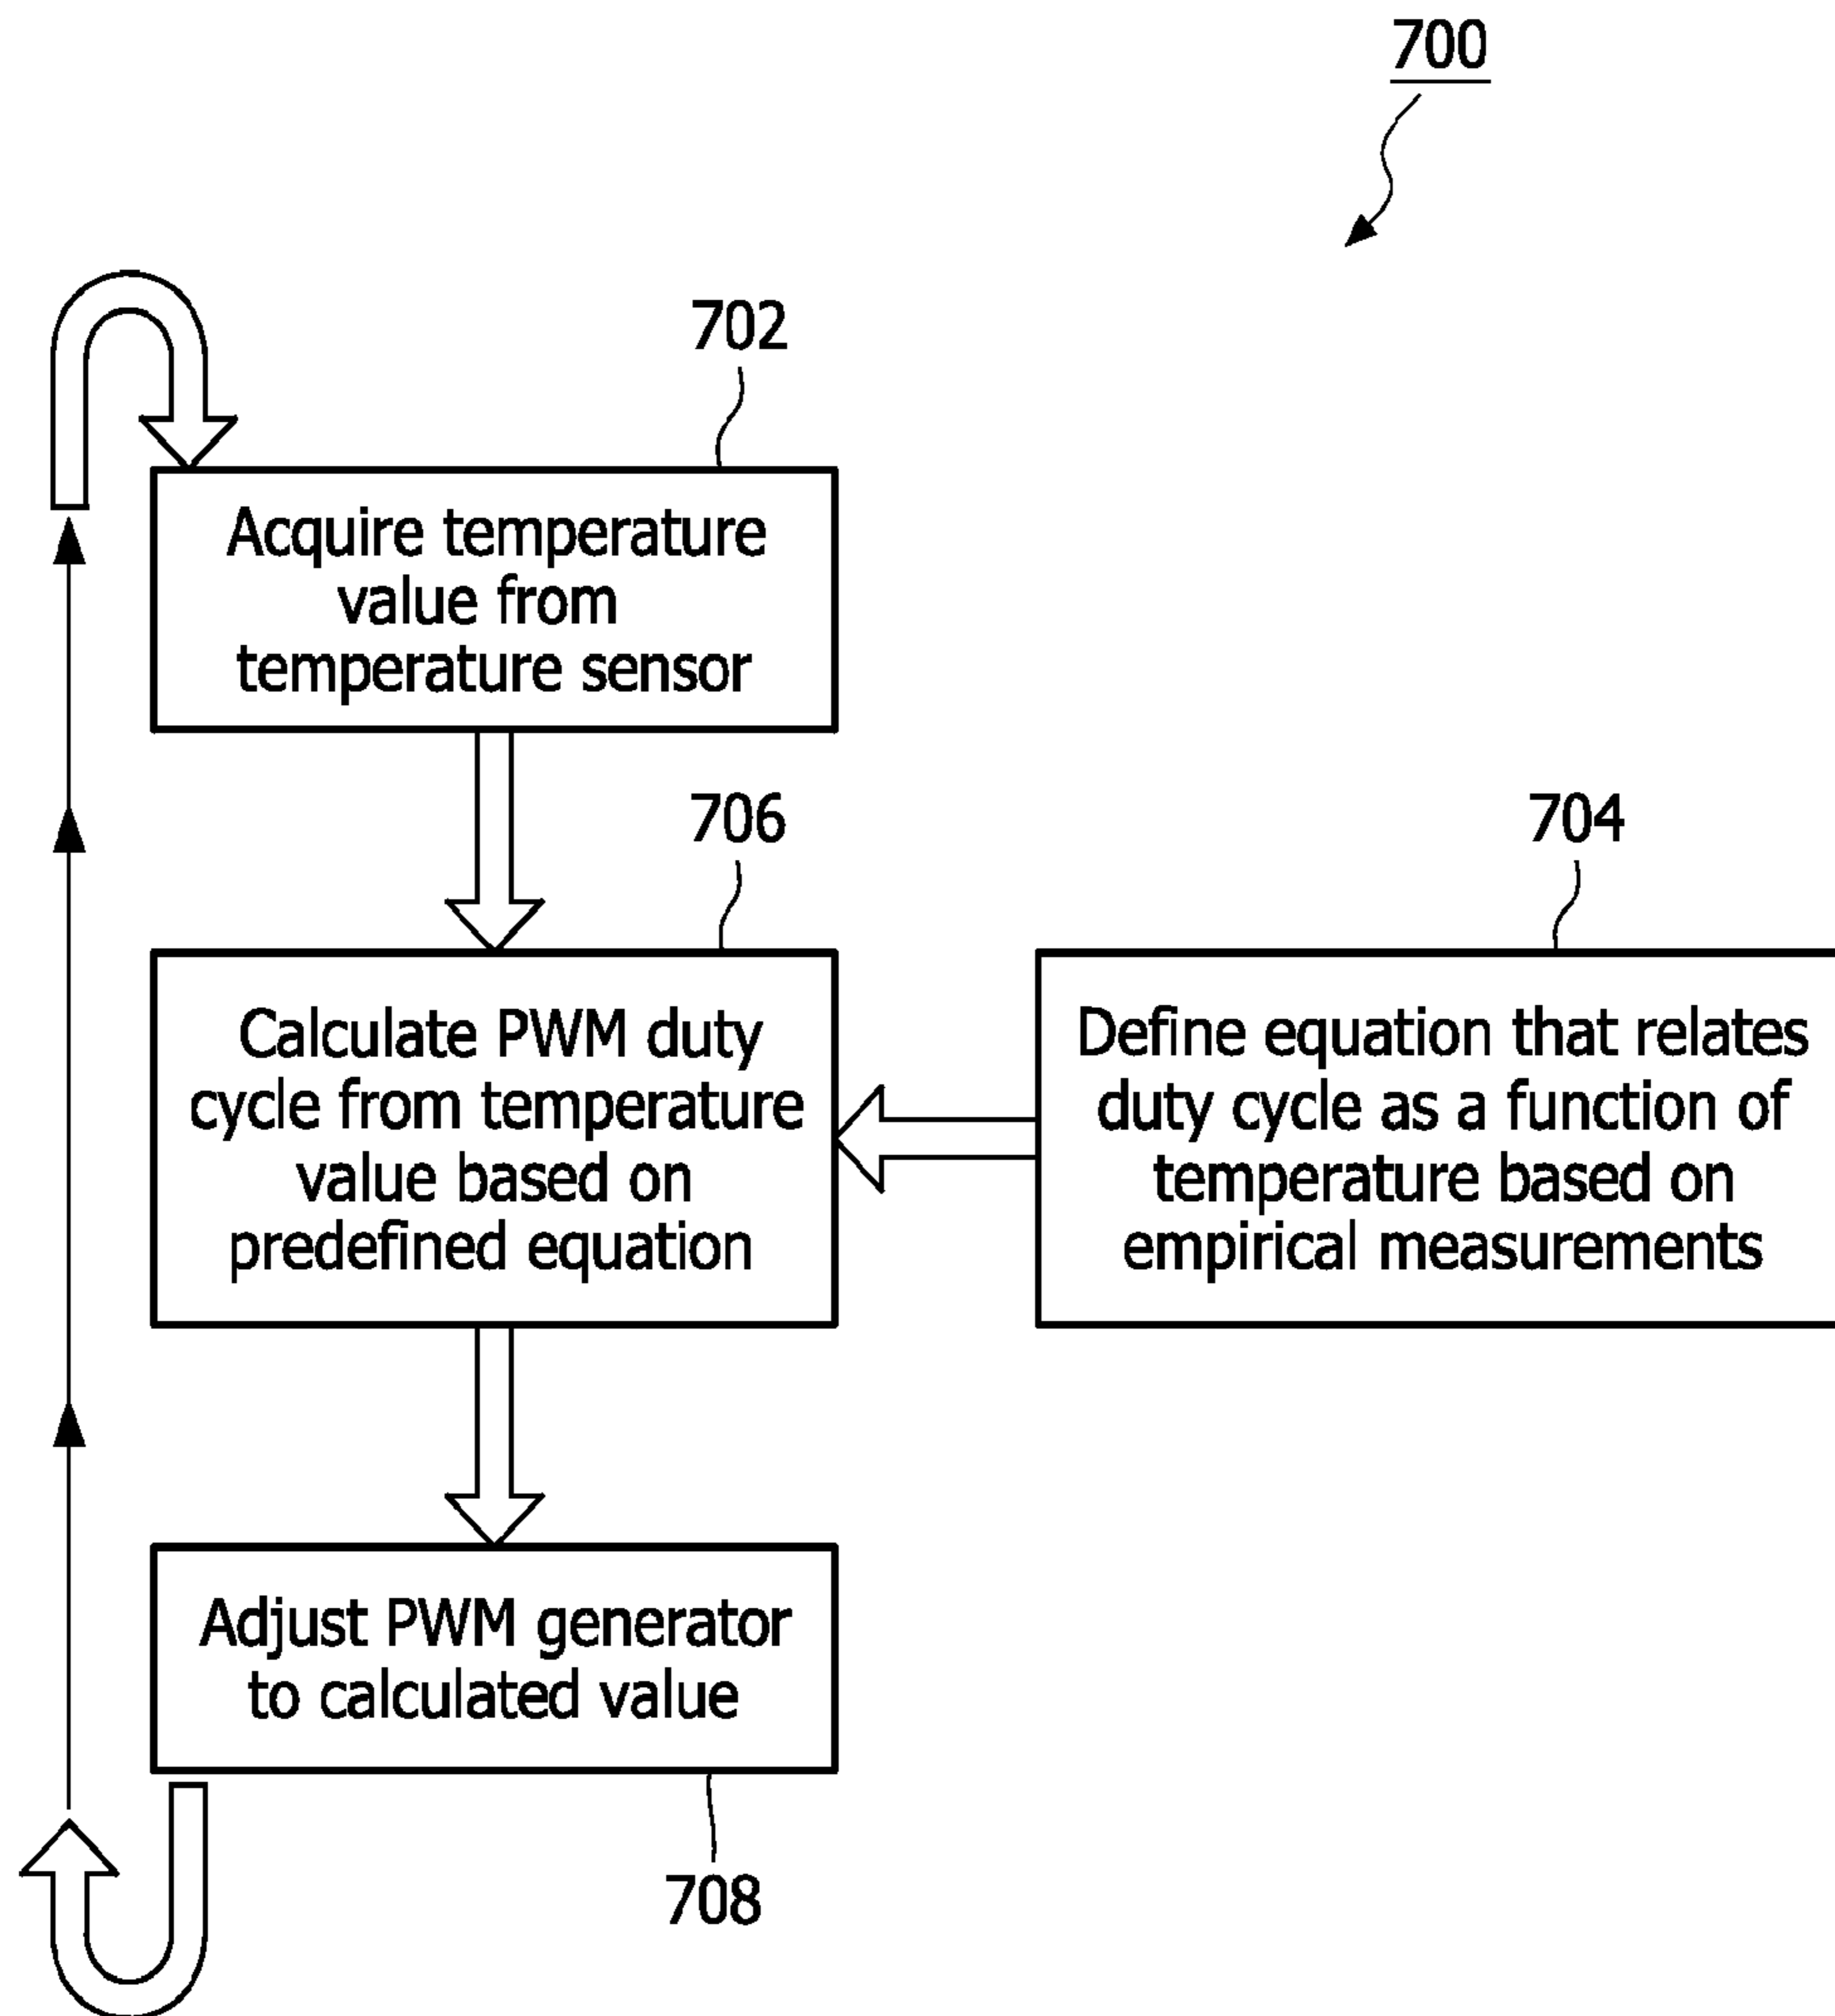 700
702
Acquire temperature
value from
temperature sensor
706
Calculate PWM duty
cycle from temperature
value based on
predefined equation
704
Define equation that relates
duty cycle as a function of
temperature based on
empirical measurements
Adjust PWM generator
to calculated value
708